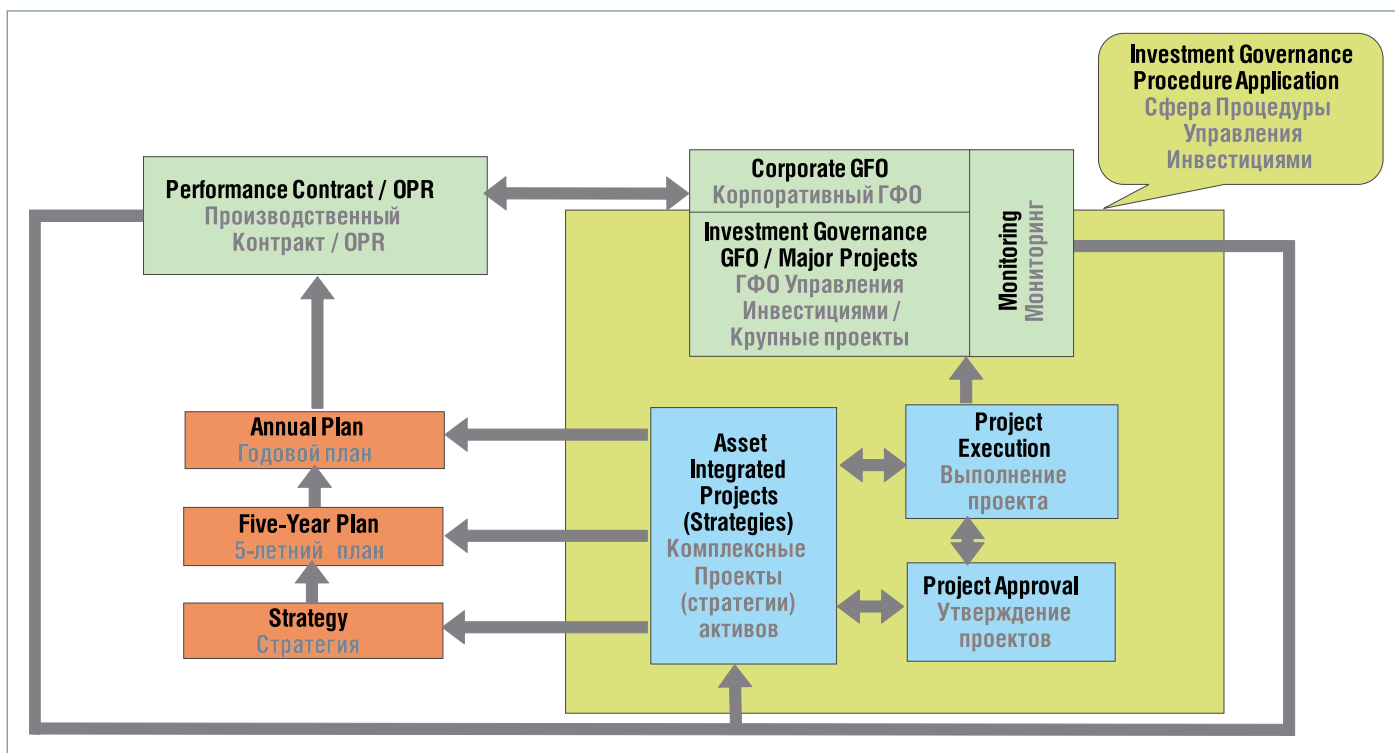 Investment Governance
Procedure Application
Сфера Процедуры
Управления
Инвестициями
Performance Contract / OPR
Производственный
Контракт / OPR
Corporate GFO
Корпоративный ГФО
Investment Governance
GFO / Major Projects
ГФО Управления
Инвестициями /
Крупные проекты
Monitoring
Мониторинг
Annual Plan
Годовой план
Five-Year Plan
5-летний план
Strategy
Стратегия
Asset
Integrated
Projects
(Strategies)
Комплексные
Проекты
(стратегии)
активов
Project
Execution
Выполнение
проекта
Project Approval
Утверждение
проектов